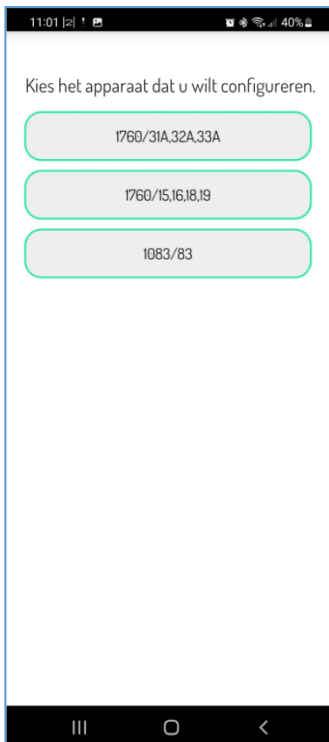 11:01 |2| 40%
Kies het apparaat dat u wilt configureren.
1760/31A,32A,33A
1760/15,16,18,19
1083/83